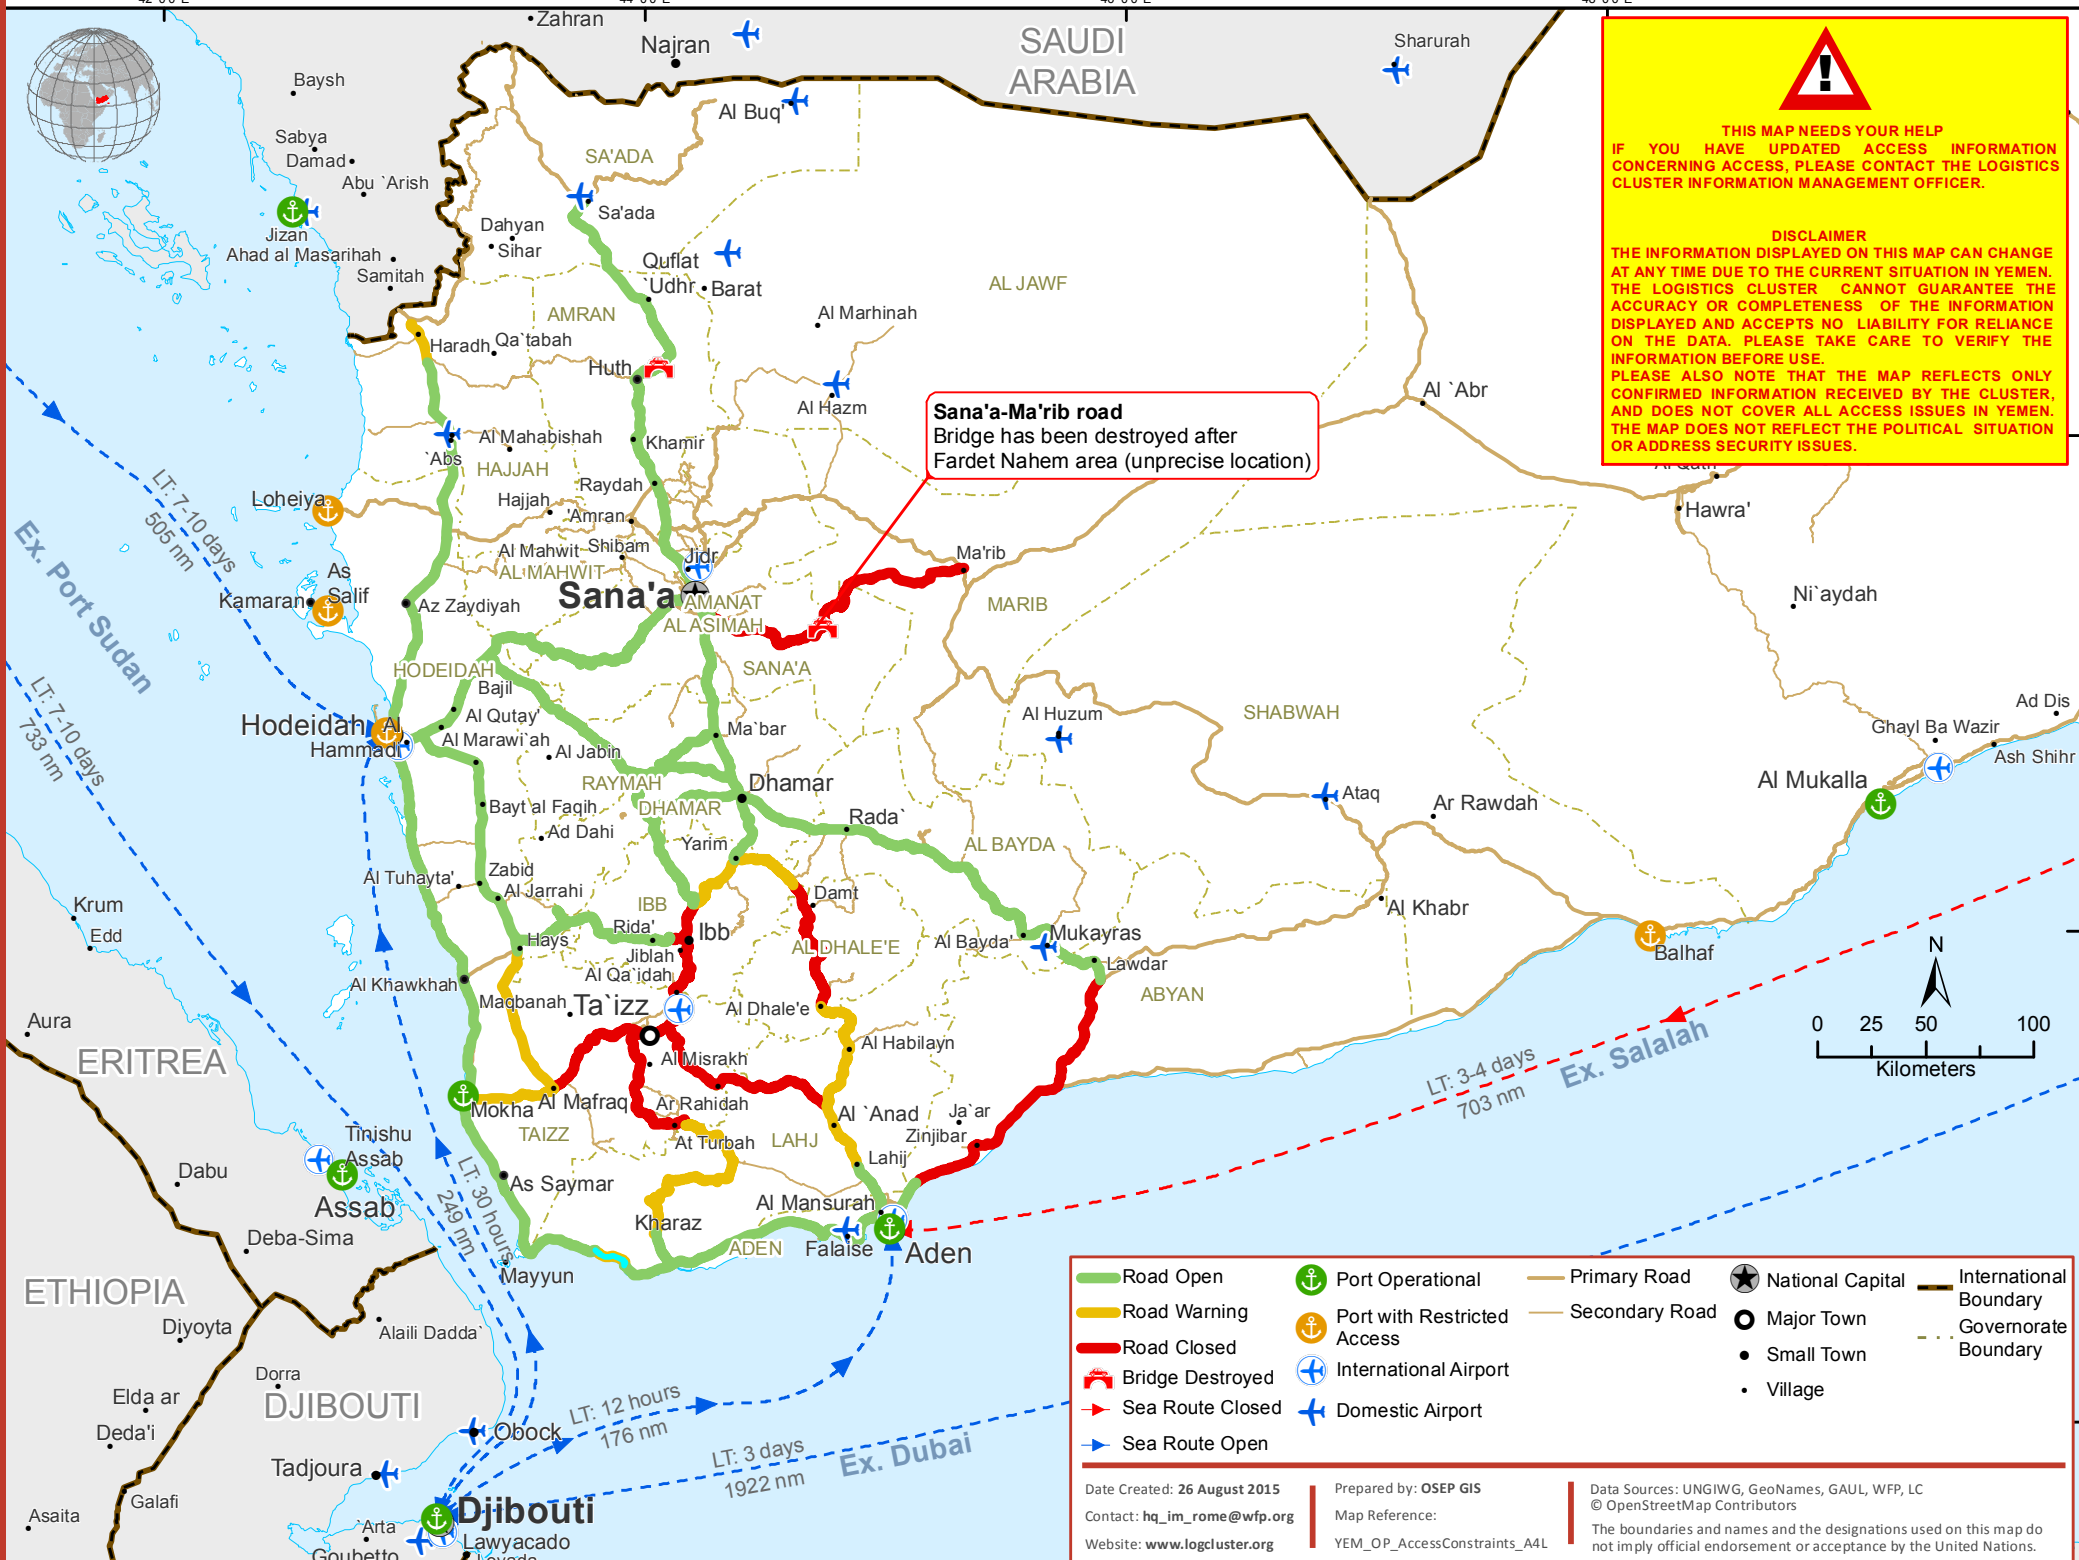 Zahran
Najran
SAUDI
ARABIA
Sharurah
Baysh
Al Buq'
Sabya
Damad
SA'ADA
Abu `Arish
Sa'ada
Dahyan
Sihar
Jizan
Ahad al Masarihah
Samitah
Quflat
`Udhr
Barat
AL JAWF
AMRAN
Al Marhinah
Haradh
Qa`tabah
Huth
Al Hazm
Al `Abr
Sana'a-Ma'rib road
Bridge has been destroyed after
Fardet Nahem area (unprecise location)
THIS MAP NEEDS YOUR HELP
IF YOU HAVE UPDATED ACCESS INFORMATION
CONCERNING ACCESS, PLEASE CONTACT THE LOGISTICS
CLUSTER INFORMATION MANAGEMENT OFFICER.
DISCLAIMER
THE INFORMATION DISPLAYED ON THIS MAP CAN CHANGE
AT ANY TIME DUE TO THE CURRENT SITUATION IN YEMEN.
THE LOGISTICS CLUSTER CANNOT GUARANTEE THE
ACCURACY OR COMPLETENESS OF THE INFORMATION
DISPLAYED AND ACCEPTS NO LIABILITY FOR RELIANCE
ON THE DATA. PLEASE TAKE CARE TO VERIFY THE
INFORMATION BEFORE USE.
PLEASE ALSO NOTE THAT THE MAP REFLECTS ONLY
CONFIRMED INFORMATION RECEIVED BY THE CLUSTER,
AND DOES NOT COVER ALL ACCESS ISSUES IN YEMEN.
THE MAP DOES NOT REFLECT THE POLITICAL SITUATION
OR ADDRESS SECURITY ISSUES.
Al Mahabishah
Khamir
`Abs
HAJJAH
Raydah
Hajjah
'Amran
Hawra'
Loheiya
LT: 7-10 days
505 nm
Ex. Port Sudan
Al Mahwit
Shibam
Jidr
AL MAHWIT
Ma'rib
As
Salif
Kamaran
Sana'a
AMANAT
AL ASIMAH
MARIB
Ni`aydah
Az Zaydiyah
HODEIDAH
SANA'A
LT: 7-10 days
733 nm
Bajil
Al Qutay'
Hodeidah
Al
Hammadi
Al Marawi`ah
Al Jabin
Ma`bar
Al Huzum
SHABWAH
Ad Dis
Ghayl Ba Wazir
Ash Shihr
Al Mukalla
RAYMAH
Dhamar
DHAMAR
Bayt al Faqih
Ad Dahi
Rada`
Ataq
Ar Rawdah
Yarim
AL BAYDA
Al Tuhayta'
Zabid
Al Jarrahi
IBB
Damt
Al Khabr
Krum
Edd
Rida'
Ibb
Hays
Jiblah
Al Qa`idah
AL DHALE'E
Al Bayda'
Mukayras
Lawdar
Balhaf
N
Al Khawkhah
Maqbanah
Ta`izz
Al Dhale'e
ABYAN
Aura
ERITREA
Al Habilayn
Al Misrakh
0 25 50 100
Kilometers
Ex. Salalah
LT: 3-4 days
703 nm
Mokha
Al Mafraq
Ar Rahidah
TAIZZ
At Turbah
LAHJ
Al `Anad
Ja`ar
Zinjibar
Tinishu
Assab
Dabu
Assab
LT: 30 hours
249 nm
As Saymar
Lahij
Al Mansurah
Kharaz
ADEN
Falaise
Aden
Deba-Sima
Mayyun
ETHIOPIA
Diyoyta
Alaili Dadda`
Dorra
Elda ar
Deda'i
DJIBOUTI
Obock
LT: 12 hours
176 nm
LT: 3 days
1922 nm
Ex. Dubai
Tadjoura
Galafi
Asaita
Djibouti
`Arta
Lawyacado
Goubetto
Road Open
Road Warning
Road Closed
Bridge Destroyed
Sea Route Closed
Sea Route Open
Port Operational
Port with Restricted
Access
International Airport
Domestic Airport
Primary Road
Secondary Road
National Capital
Major Town
Small Town
Village
International
Boundary
Governorate
Boundary
Date Created: 26 August 2015
Contact: hq_im_rome@wfp.org
Website: www.logcluster.org
Prepared by: OSEP GIS
Map Reference:
YEM_OP_AccessConstraints_A4L
Data Sources: UNGIWG, GeoNames, GAUL, WFP, LC
© OpenStreetMap Contributors
The boundaries and names and the designations used on this map do
not imply official endorsement or acceptance by the United Nations.